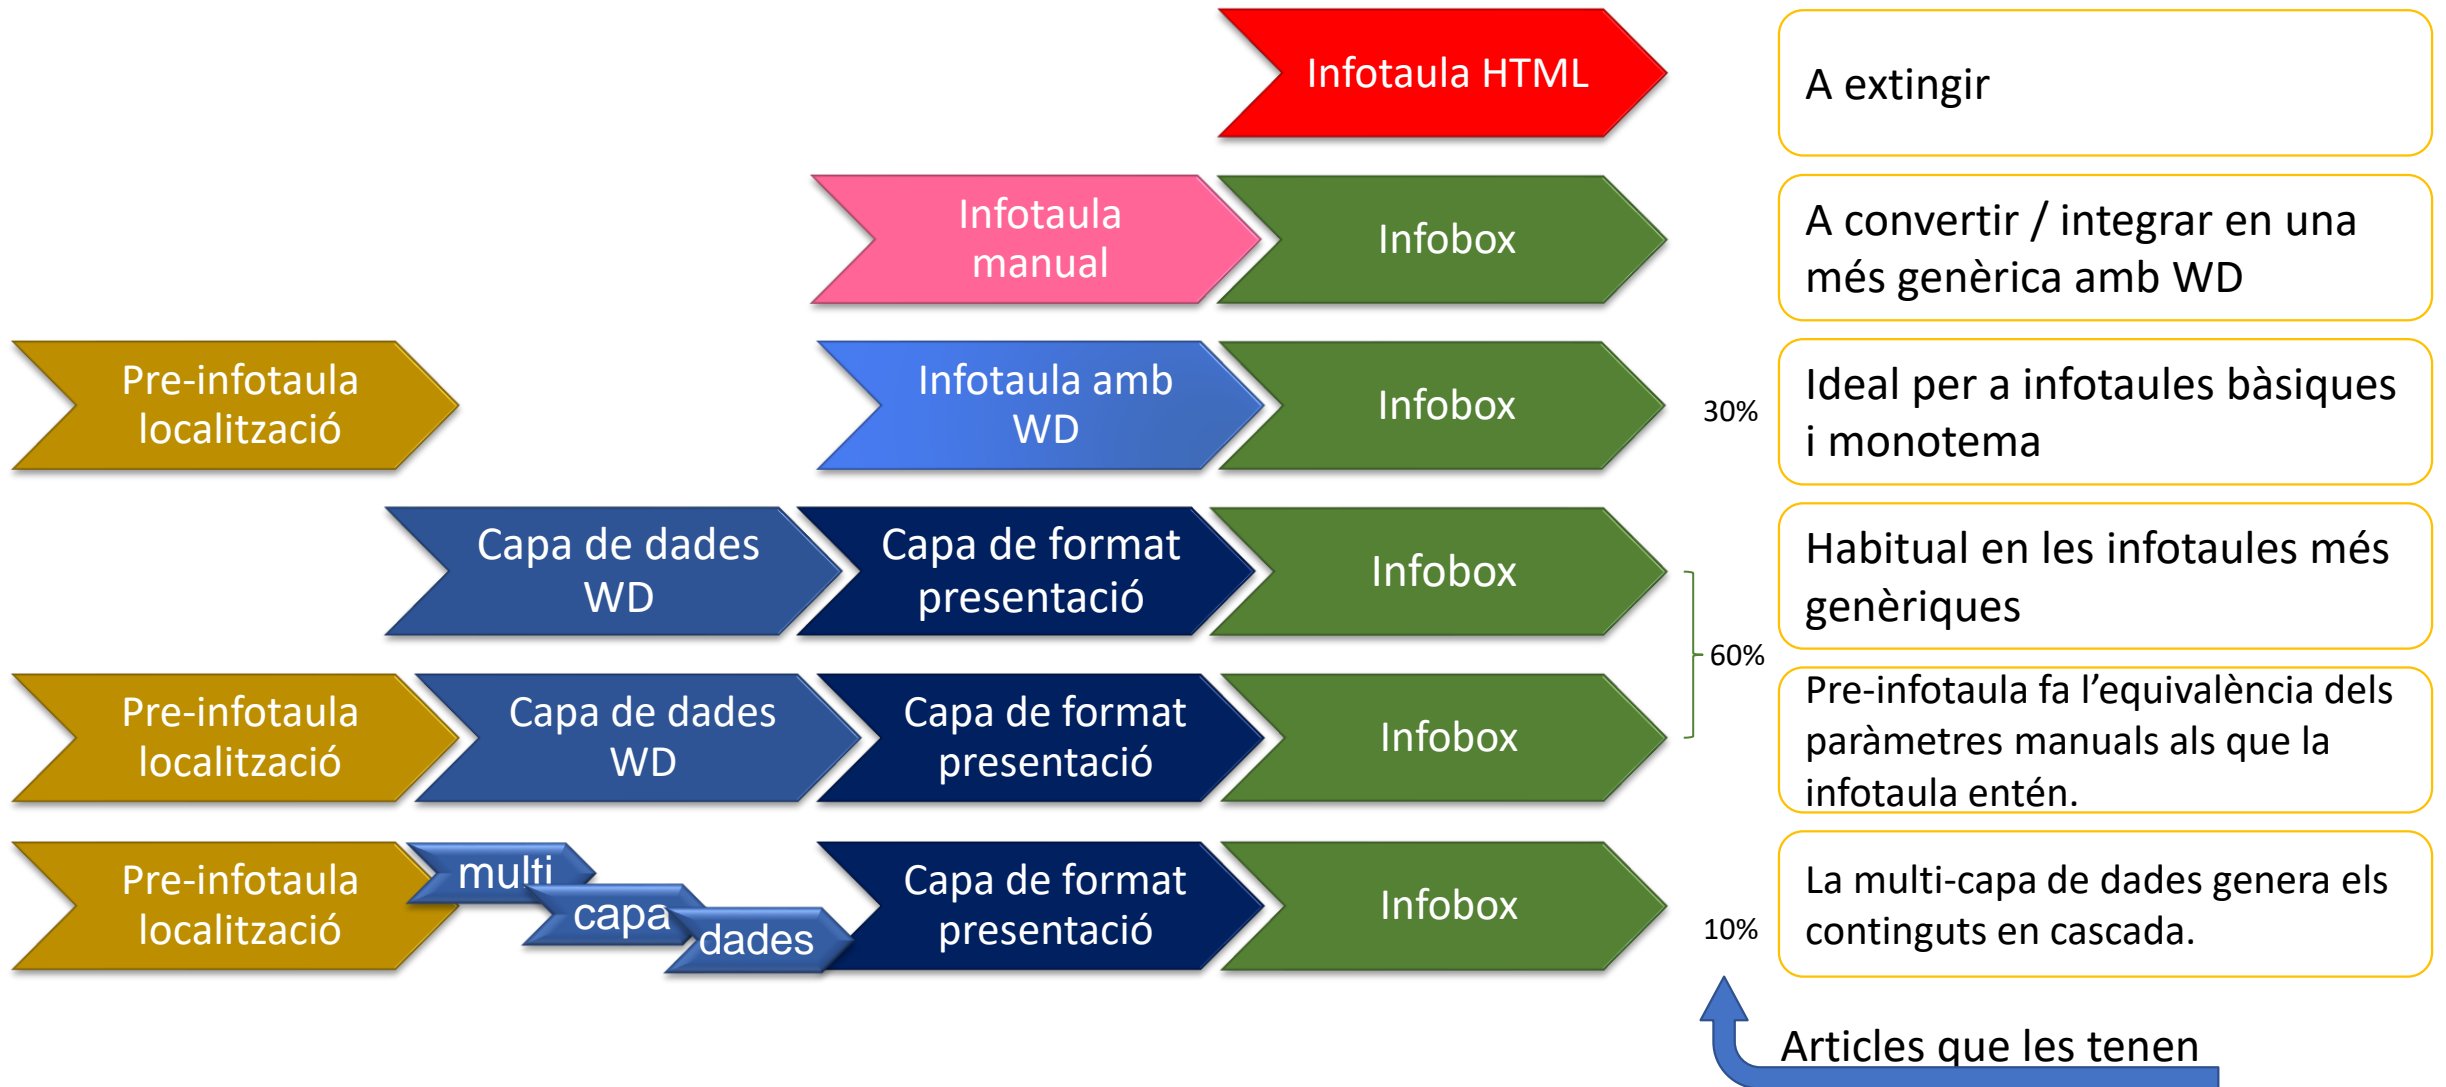 Infotaula HTML
A extingir
Infotaula
manual
Infobox
A convertir / integrar en una
més genèrica amb WD
Pre-infotaula
localització
Infotaula amb
WD
Infobox
30%
Ideal per a infotaules bàsiques
i monotema
Capa de dades
WD
Capa de format
presentació
Infobox
Habitual en les infotaules més
genèriques
60%
Pre-infotaula
localització
Capa de dades
WD
Capa de format
presentació
Infobox
Pre-infotaula fa l’equivalència dels
paràmetres manuals als que la
infotaula entén.
Pre-infotaula
localització
multi
capa
dades
Capa de format
presentació
Infobox
10%
La multi-capa de dades genera els
continguts en cascada.
Articles que les tenen